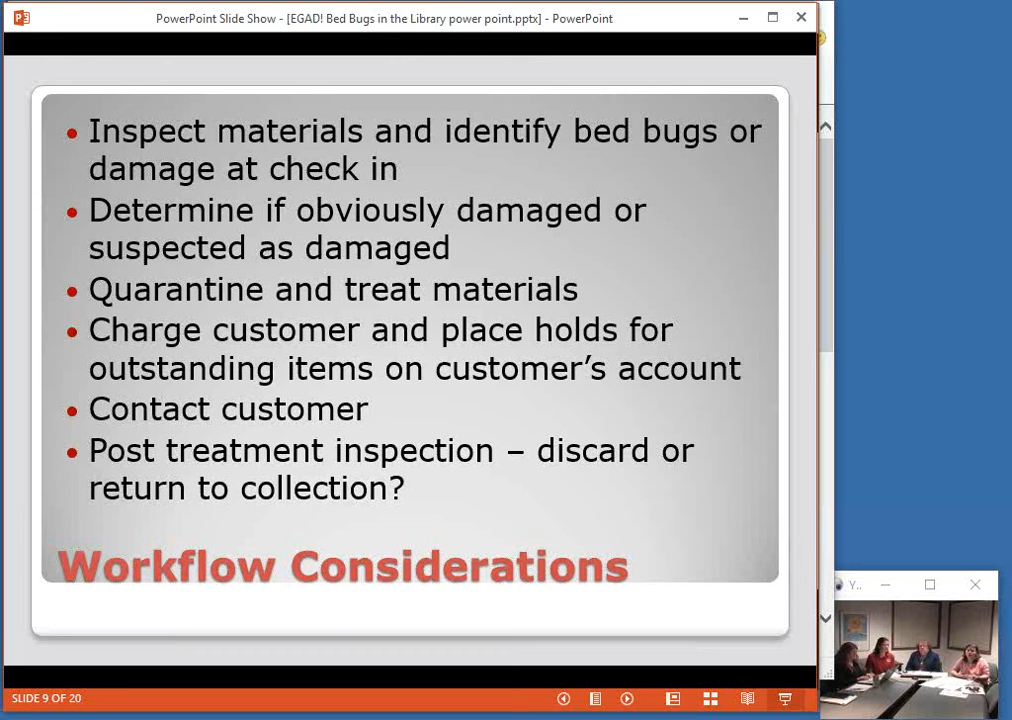 PowerPoint Slide Show - [EGAD! Bed Bugs in the Library power point.pptx] - PowerPoint
Inspect materials and identify bed bugs or
damage at check in
Determine if obviously damaged or
suspected as damaged
Quarantine and treat materials
Charge customer and place holds for
outstanding items on customer’s account
Contact customer
Post treatment inspection – discard or
return to collection?
Workflow Considerations
Y..
SLIDE 9 OF 20